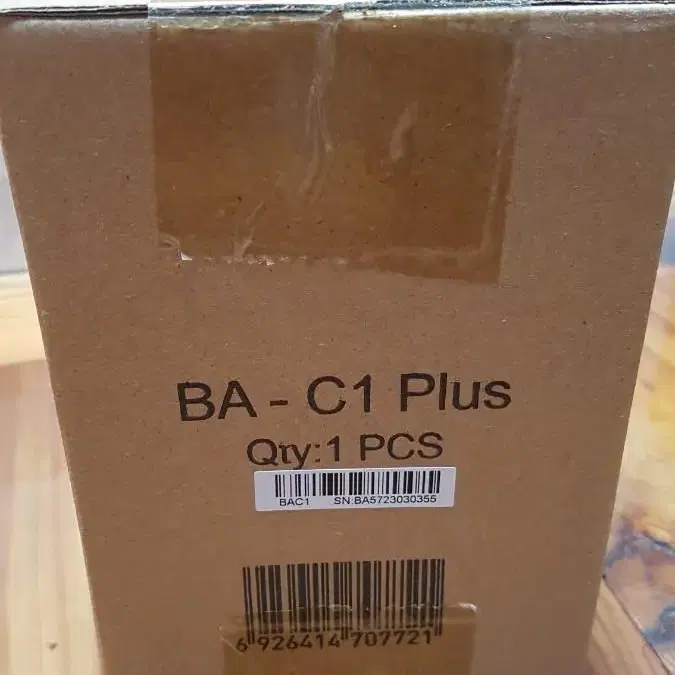 BA - C1 Plus
Qty:1 PCS
BAC1 SN:BA5723030355
6 926414 707721